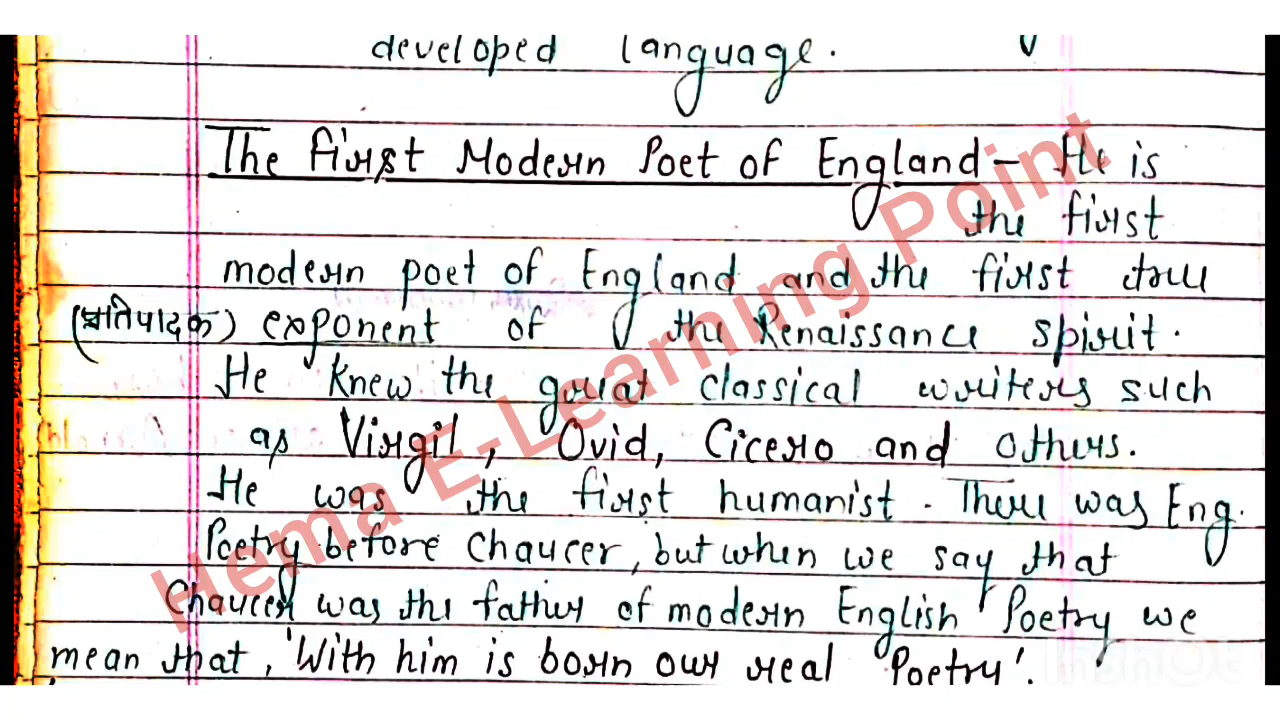 developed language.
The first Modern Poet of England - He is
the first
modern poet of England and the first true
(प्रतिपादक) exponent of the Renaissance spirit.
He knew the great classical writers such
as Virgil, Ovid, Cicero and others.
He was the first humanist. There was Eng.
Poetry before Chaucer, but when we say that
Chaucer was the father of modern English Poetry we
mean that, 'With him is born our real Poetry'.
Hema E-Learning Point